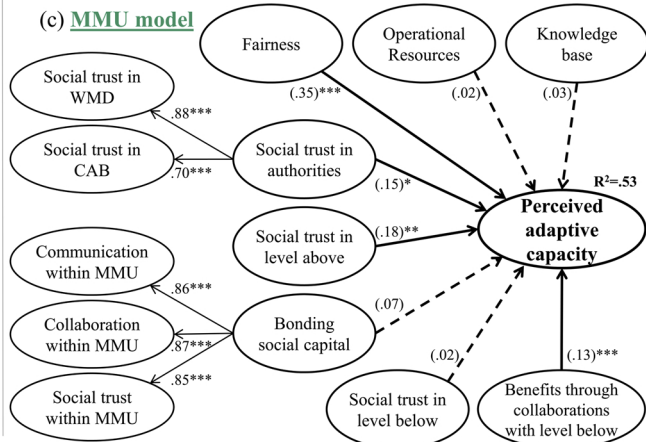 (c) MMU model
Fairness
Operational
Resources
Knowledge
base
Social trust in
WMD
(.35)***
(.02)
(.03)
.88***
Social trust in
CAB
.70***
Social trust in
authorities
(.15)*
R²=.53
Perceived
adaptive
capacity
Social trust in
level above
(.18)**
Communication
within MMU
.86***
Collaboration
within MMU
.87***
Bonding
social capital
(.07)
.85***
Social trust
within MMU
(.02)
(.13)***
Social trust in
level below
Benefits through
collaborations
with level below